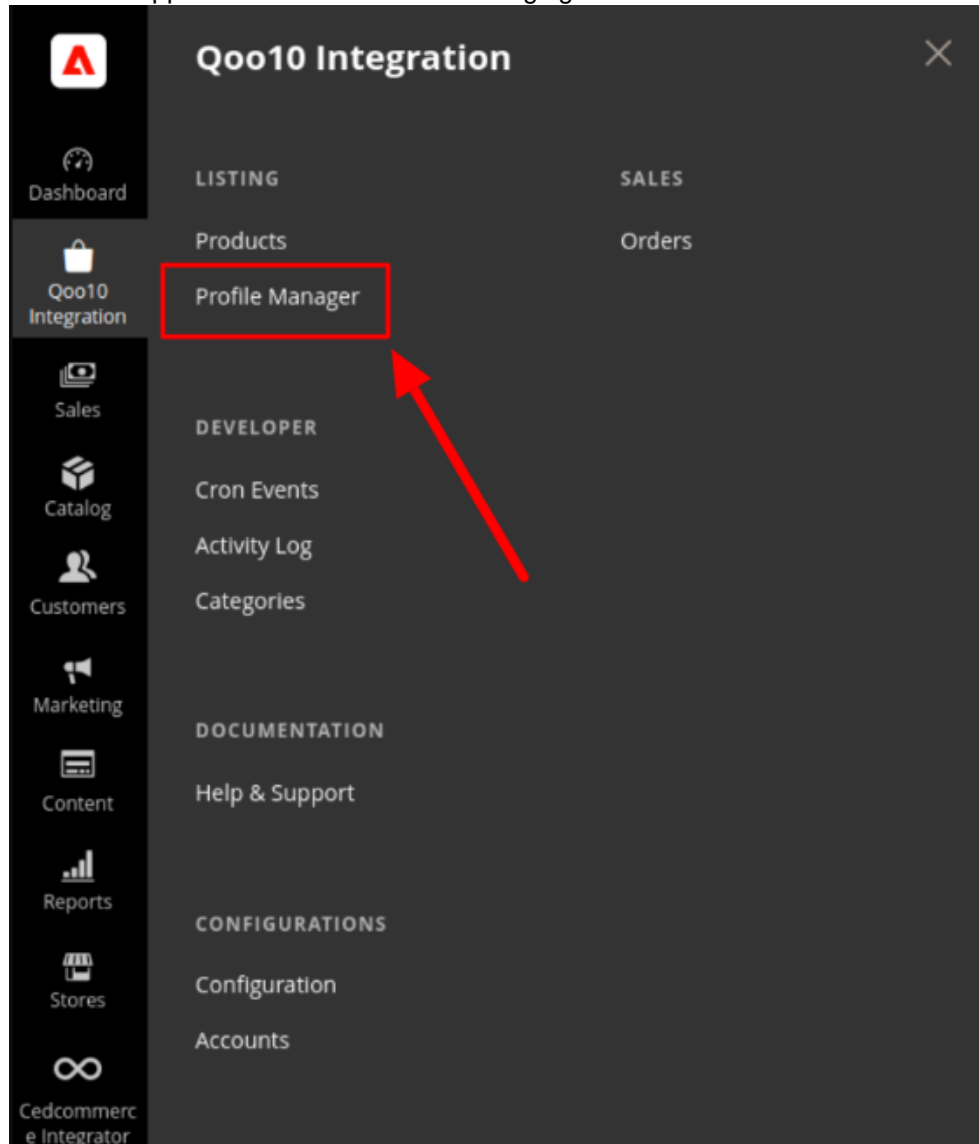 Qoo10 Integration
Dashboard
Qoo10
Integration
Sales
Catalog
Customers
Marketing
Content
Reports
Stores
Cedcommerc
e Integrator
LISTING
Products
Profile Manager
SALES
Orders
DEVELOPER
Cron Events
Activity Log
Categories
DOCUMENTATION
Help & Support
CONFIGURATIONS
Configuration
Accounts